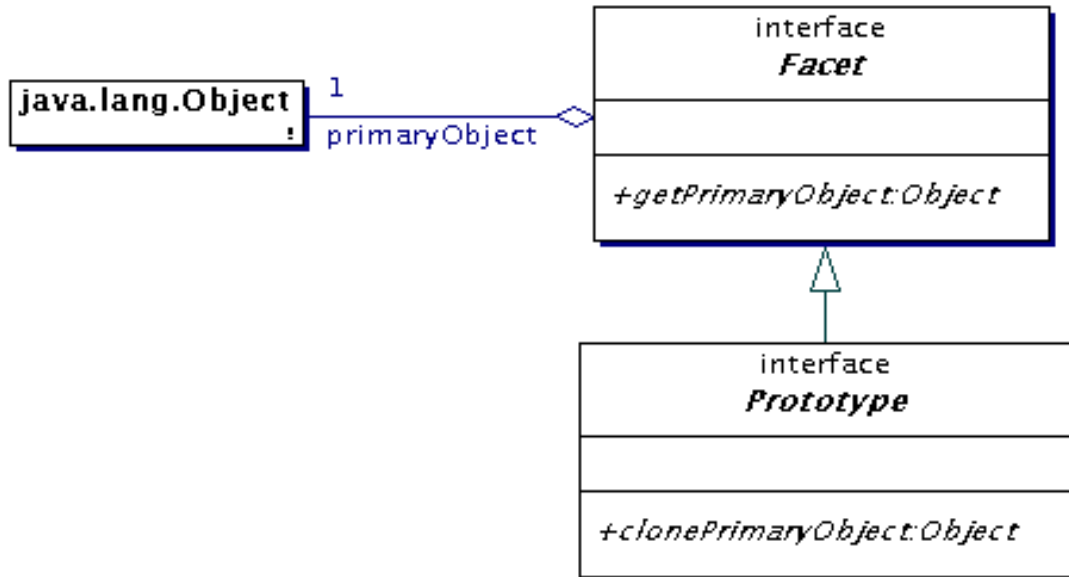 interface
Facet
java.lang.Object
!
1
primaryObject
+getPrimaryObject:Object
interface
Prototype
+clonePrimaryObject:Object